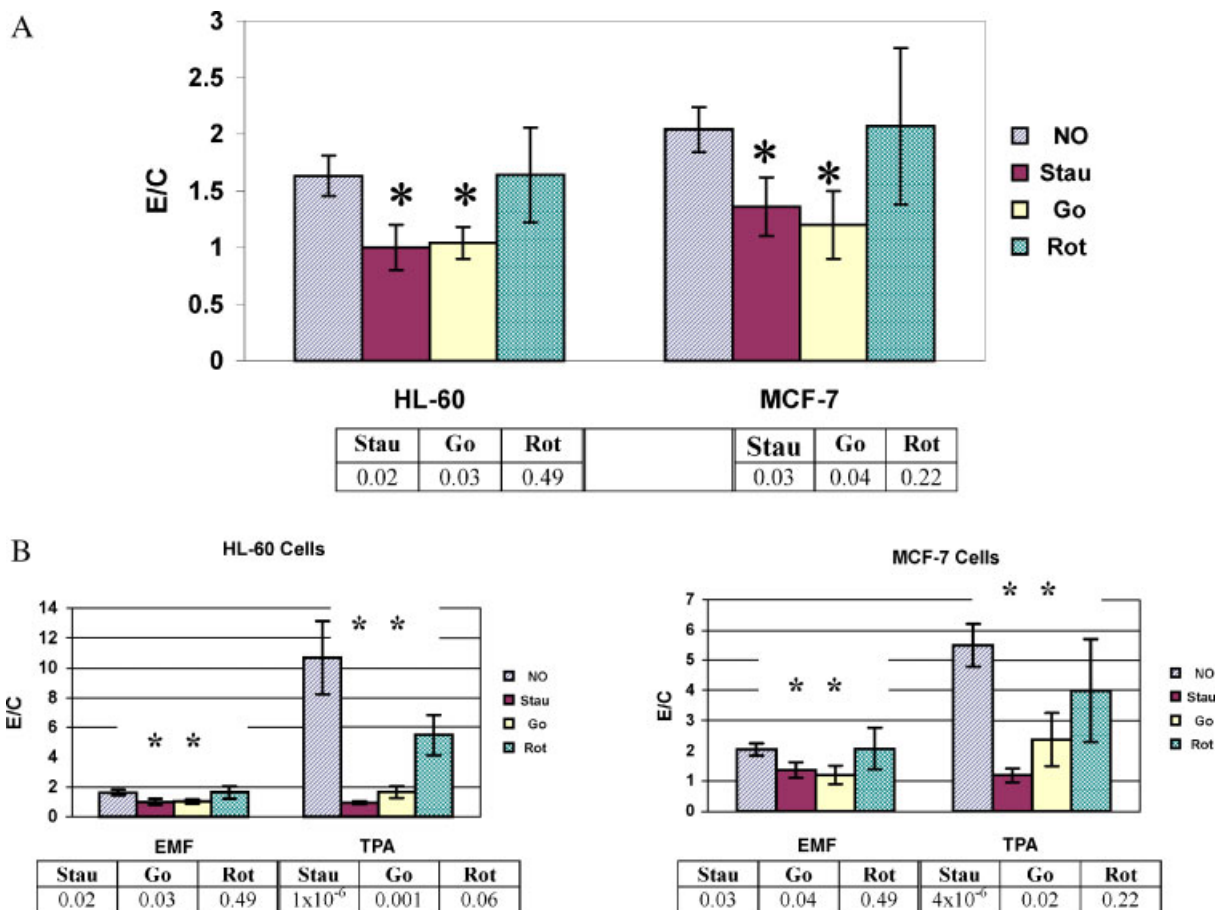 A
E/C
3
2.5
2
1.5
1
0.5
0
* * * *
NO
Stau
Go
Rot
HL-60 MCF-7
Stau Go Rot Stau Go Rot
0.02 0.03 0.49 0.03 0.04 0.22
B
HL-60 Cells
E/C
14
12
10
8
6
4
2
0
* * * *
NO
Stau
Go
Rot
EMF TPA
Stau Go Rot Stau Go Rot
0.02 0.03 0.49 1x10⁻⁶ 0.001 0.06
MCF-7 Cells
E/C
7
6
5
4
3
2
1
0
* * * *
NO
Stau
Go
Rot
EMF TPA
Stau Go Rot Stau Go Rot
0.03 0.04 0.49 4x10⁻⁶ 0.02 0.22